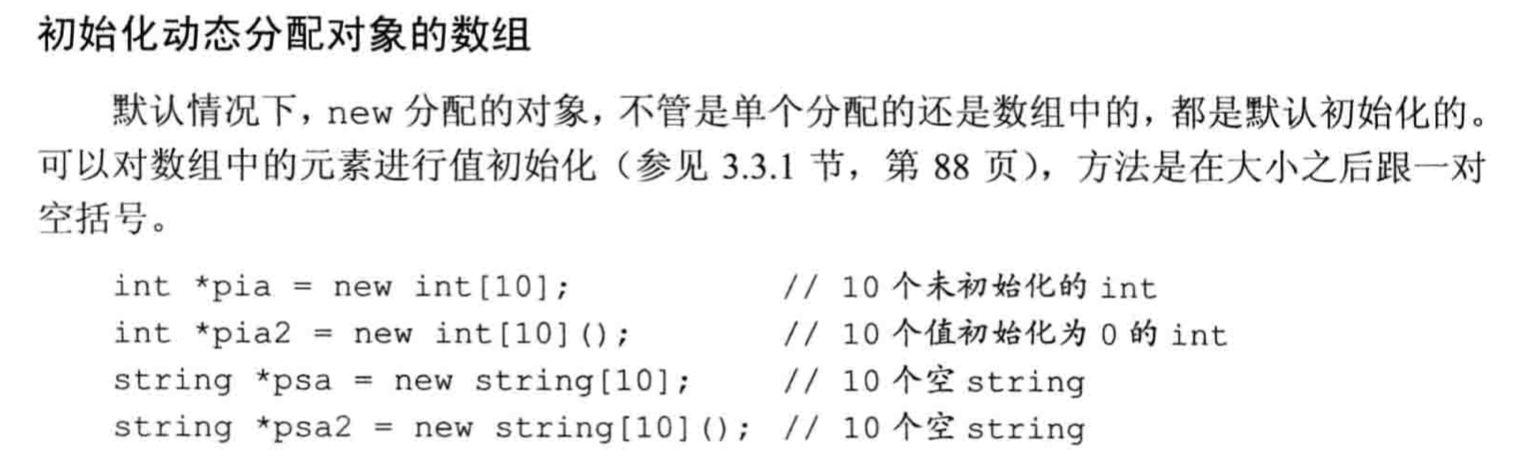 初始化动态分配对象的数组
默认情况下，new 分配的对象，不管是单个分配的还是数组中的，都是默认初始化的。
可以对数组中的元素进行值初始化（参见 3.3.1 节，第 88 页），方法是在大小之后跟一对
空括号。
int *pia = new int[10]; // 10 个未初始化的 int
int *pia2 = new int[10](); // 10 个值初始化为 0 的 int
string *psa = new string[10]; // 10 个空 string
string *psa2 = new string[10](); // 10 个空 string